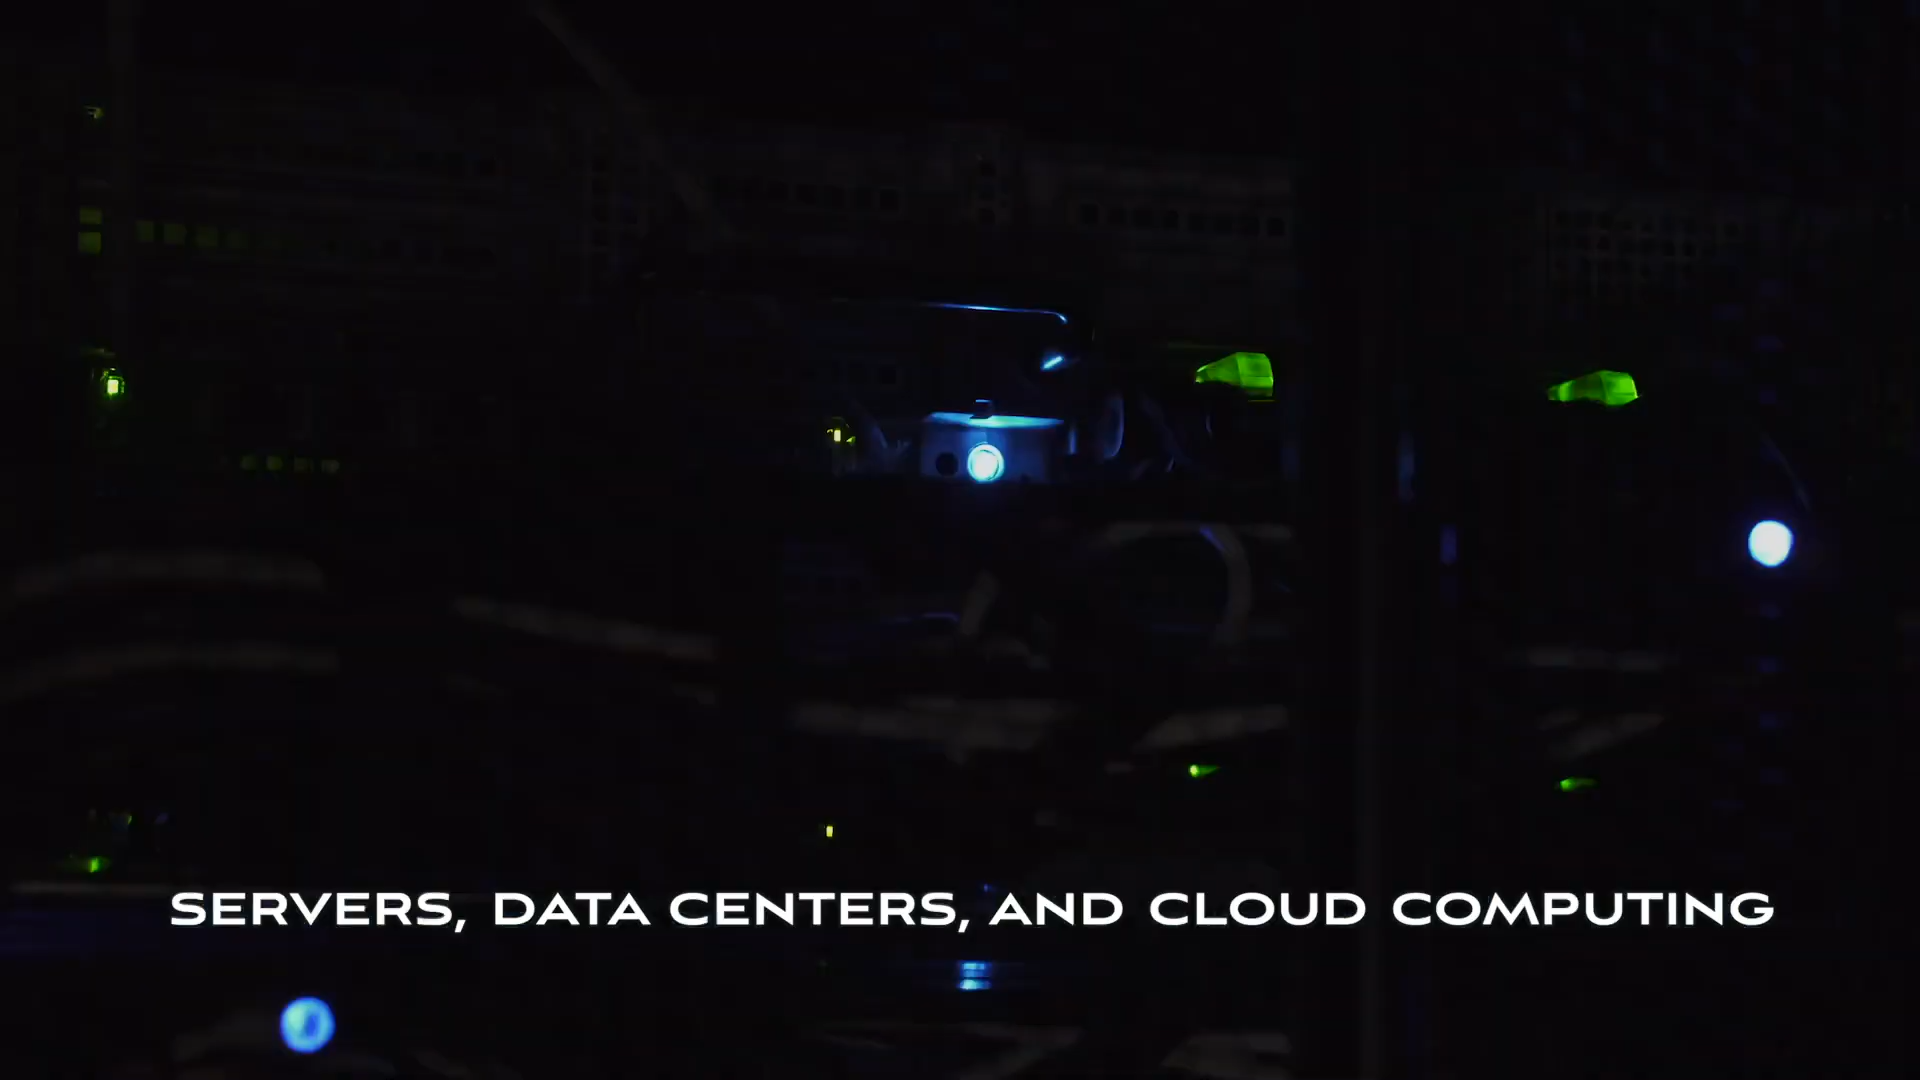 SERVERS, DATA CENTERS, AND CLOUD COMPUTING